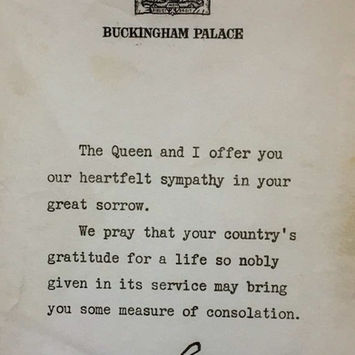 BUCKINGHAM PALACE
The Queen and I offer you
our heartfelt sympathy in your
great sorrow.
We pray that your country's
gratitude for a life so nobly
given in its service may bring
you some measure of consolation.